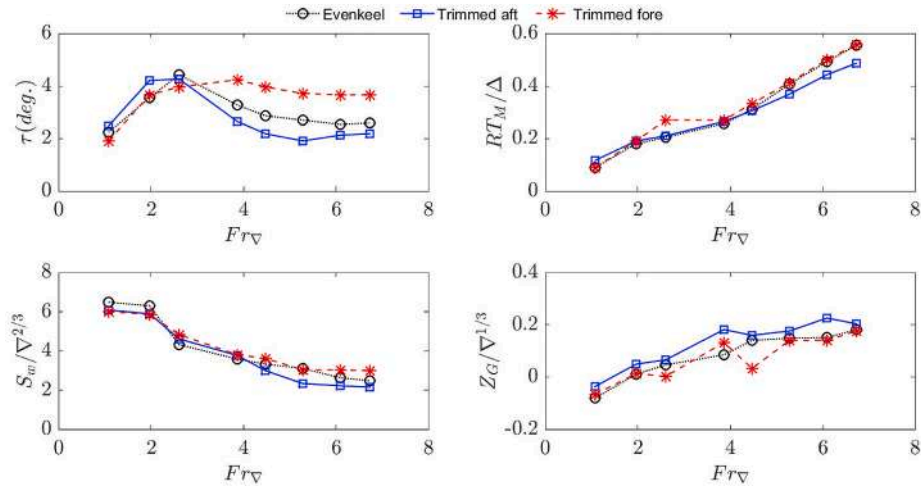 Evenkeel Trimmed aft Trimmed fore
6
4
2
0
τ(deg.)
0 2 4 6 8
Fr∇
0.6
0.4
0.2
0
RT_M/Δ
0 2 4 6 8
Fr∇
8
6
4
2
0
S_w/∇^{2/3}
0 2 4 6 8
Fr∇
0.4
0.2
0
-0.2
Z_G/∇^{1/3}
0 2 4 6 8
Fr∇